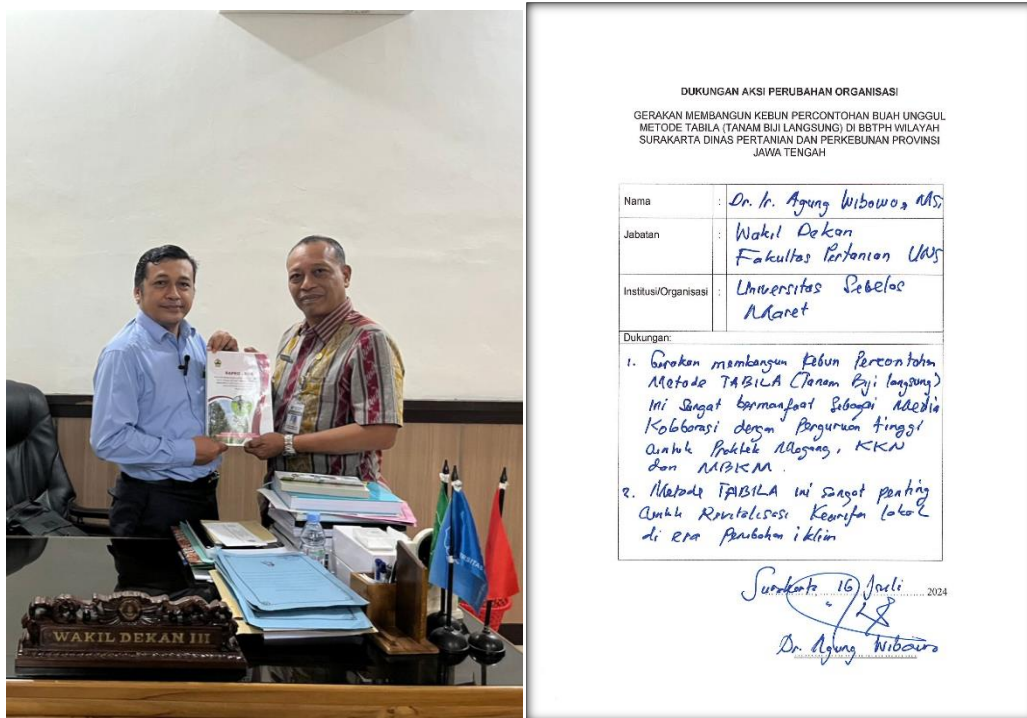 WAKIL DEKAN III
DUKUNGAN AKSI PERUBAHAN ORGANISASI
GERAKAN MEMBANGUN KEBUN PERCONTOHAN BUAH UNGGUL
METODE TABILA (TANAM BIJI LANGSUNG) DI BBTPH WILAYAH
SURAKARTA DINAS PERTANIAN DAN PERKEBUNAN PROVINSI
JAWA TENGAH
Nama : Dr. Ir. Agung Wibowo, MSi
Jabatan : Wakil Dekan
Fakultas Pertanian UNS
Institusi/Organisasi : Universitas Sebelas
Maret
Dukungan:
1. Gerakan membangun Kebun Percontohan
Metode TABILA (Tanam Biji langsung)
ini Sangat bermanfaat Sebagai Media
Kolaborasi dengan Perguruan tinggi
untuk Praktek Magang, KKN
dan MBKM.
2. Metode TABILA ini sangat penting
untuk Revitalisasi Kearifan lokal
di era Perubahan iklim
Surakarta 16 Juli 2024
Dr. Agung Wibowo